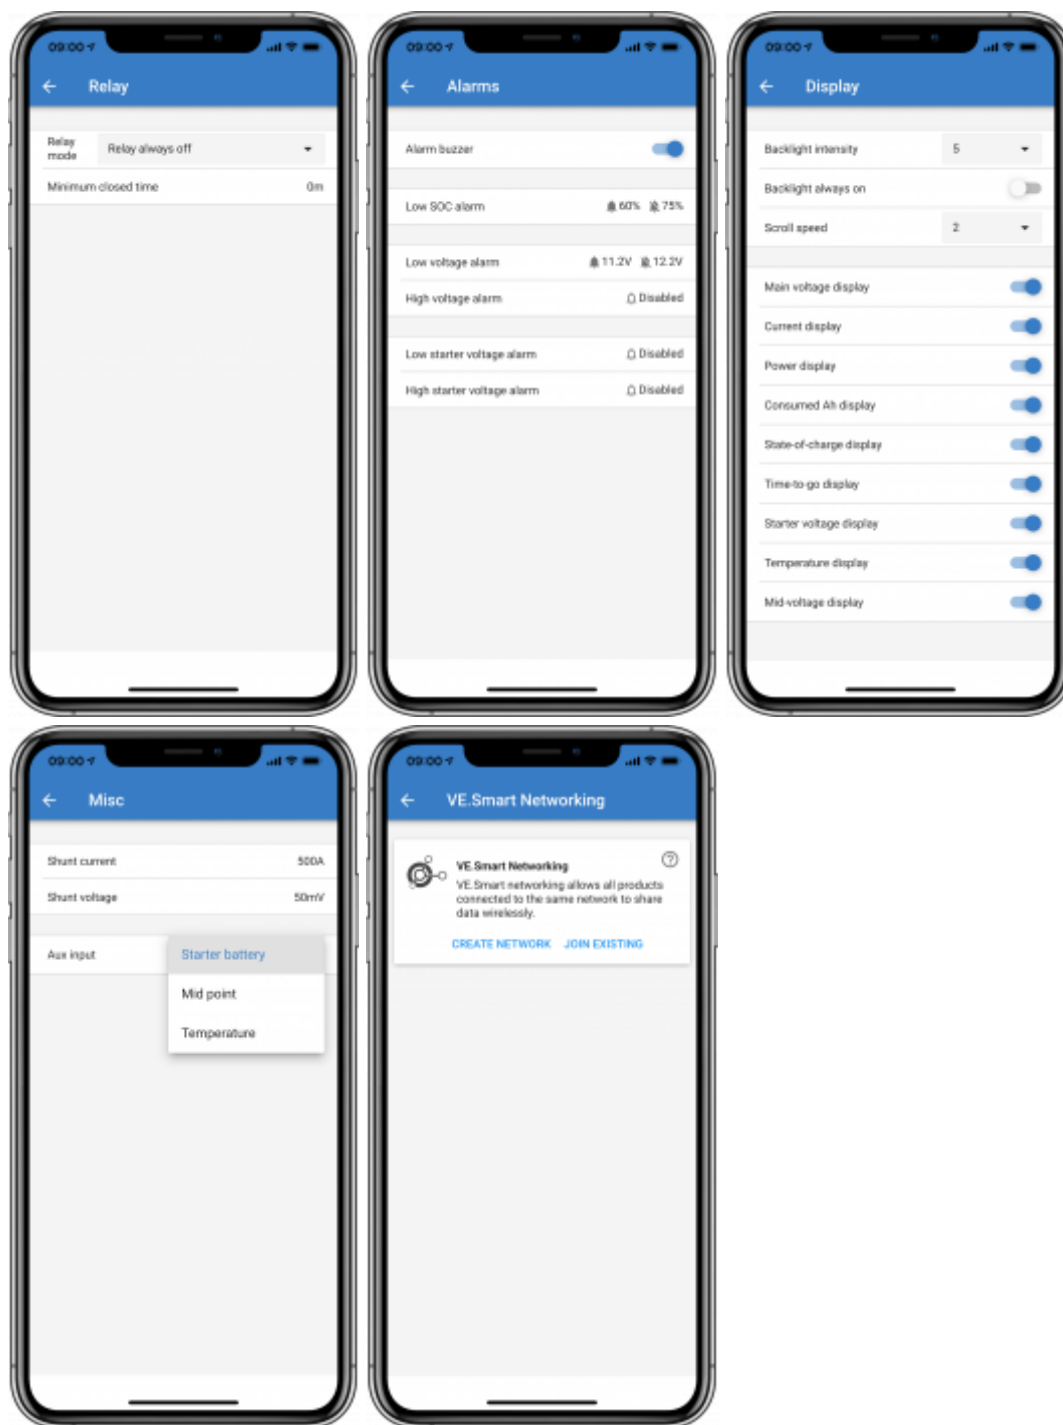 09:00
Relay
Relay mode
Relay always off
Minimum closed time 0m
09:00
Alarms
Alarm buzzer
Low SOC alarm 60% 75%
Low voltage alarm 11.2V 12.2V
High voltage alarm Disabled
Low starter voltage alarm Disabled
High starter voltage alarm Disabled
09:00
Display
Backlight intensity 5
Backlight always on
Scroll speed 2
Main voltage display
Current display
Power display
Consumed Ah display
State-of-charge display
Time-to-go display
Starter voltage display
Temperature display
Mid-voltage display
09:00
Misc
Shunt current 500A
Shunt voltage 50mV
Aux input
Starter battery
Mid point
Temperature
09:00
VE.Smart Networking
VE.Smart Networking
VE.Smart networking allows all products
connected to the same network to share
data wirelessly.
CREATE NETWORK JOIN EXISTING